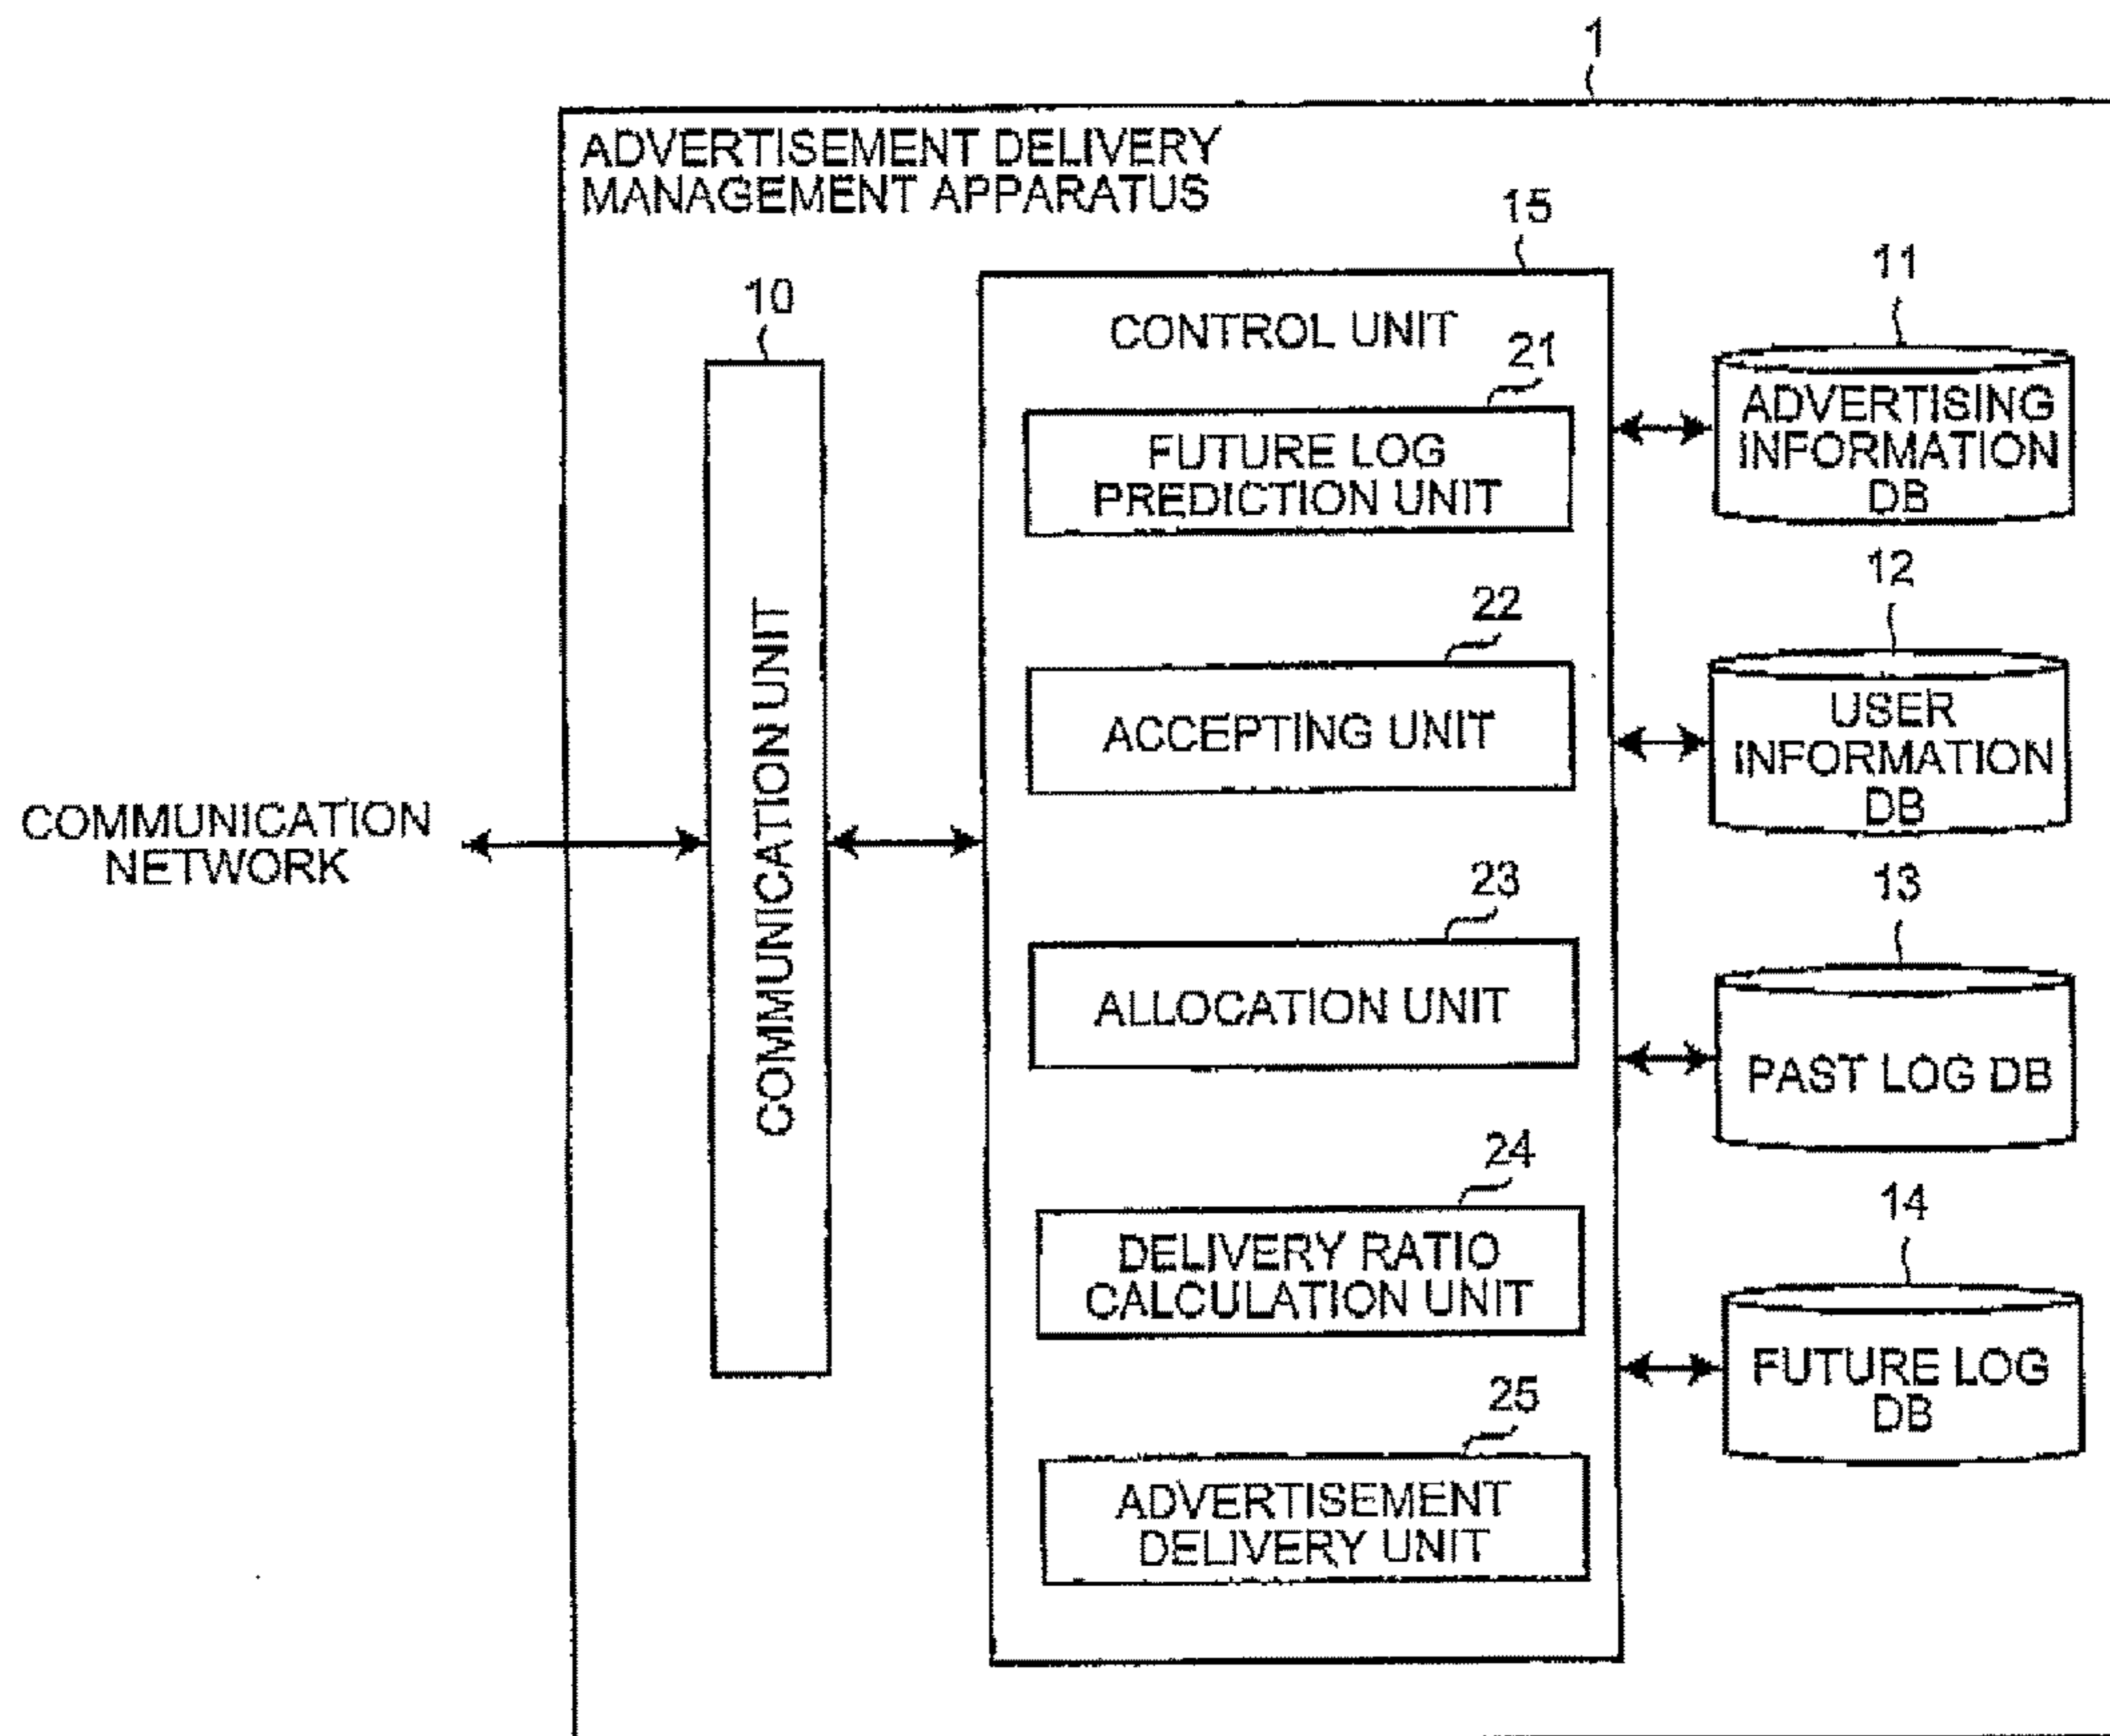 1
ADVERTISEMENT DELIVERY
MANAGEMENT APPARATUS
15
10
11
CONTROL UNIT
21
FUTURE LOG
PREDICTION UNIT
ADVERTISING
INFORMATION
DB
12
22
ACCEPTING UNIT
USER
INFORMATION
DB
COMMUNICATION
NETWORK
COMMUNICATION UNIT
23
13
ALLOCATION UNIT
PAST LOG DB
24
14
DELIVERY RATIO
CALCULATION UNIT
FUTURE LOG
DB
25
ADVERTISEMENT
DELIVERY UNIT